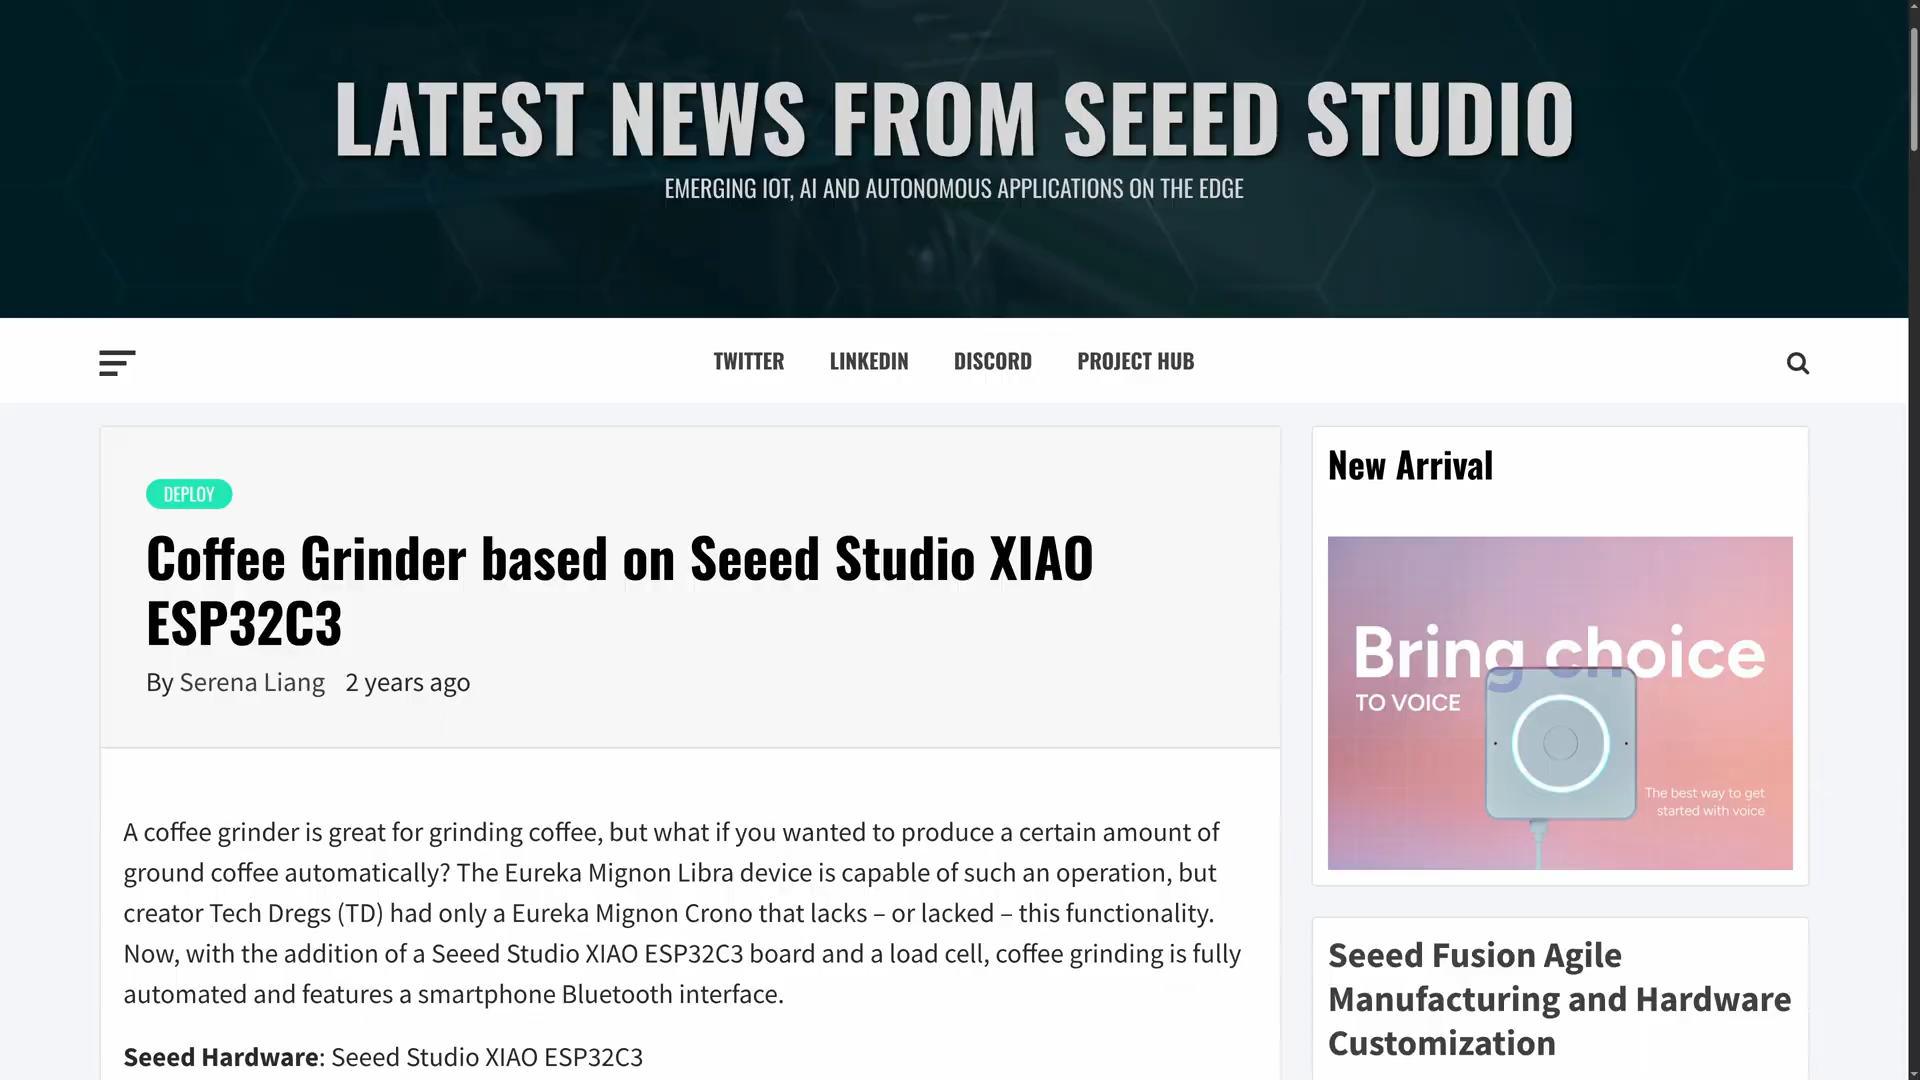 LATEST NEWS FROM SEEED STUDIO
EMERGING IOT, AI AND AUTONOMOUS APPLICATIONS ON THE EDGE
TWITTER LINKEDIN DISCORD PROJECT HUB
DEPLOY
Coffee Grinder based on Seeed Studio XIAO
ESP32C3
By Serena Liang 2 years ago
A coffee grinder is great for grinding coffee, but what if you wanted to produce a certain amount of
ground coffee automatically? The Eureka Mignon Libra device is capable of such an operation, but
creator Tech Dregs (TD) had only a Eureka Mignon Crono that lacks – or lacked – this functionality.
Now, with the addition of a Seeed Studio XIAO ESP32C3 board and a load cell, coffee grinding is fully
automated and features a smartphone Bluetooth interface.
Seeed Hardware: Seeed Studio XIAO ESP32C3
New Arrival
Bring choice
TO VOICE
The best way to get
started with voice
Seeed Fusion Agile
Manufacturing and Hardware
Customization